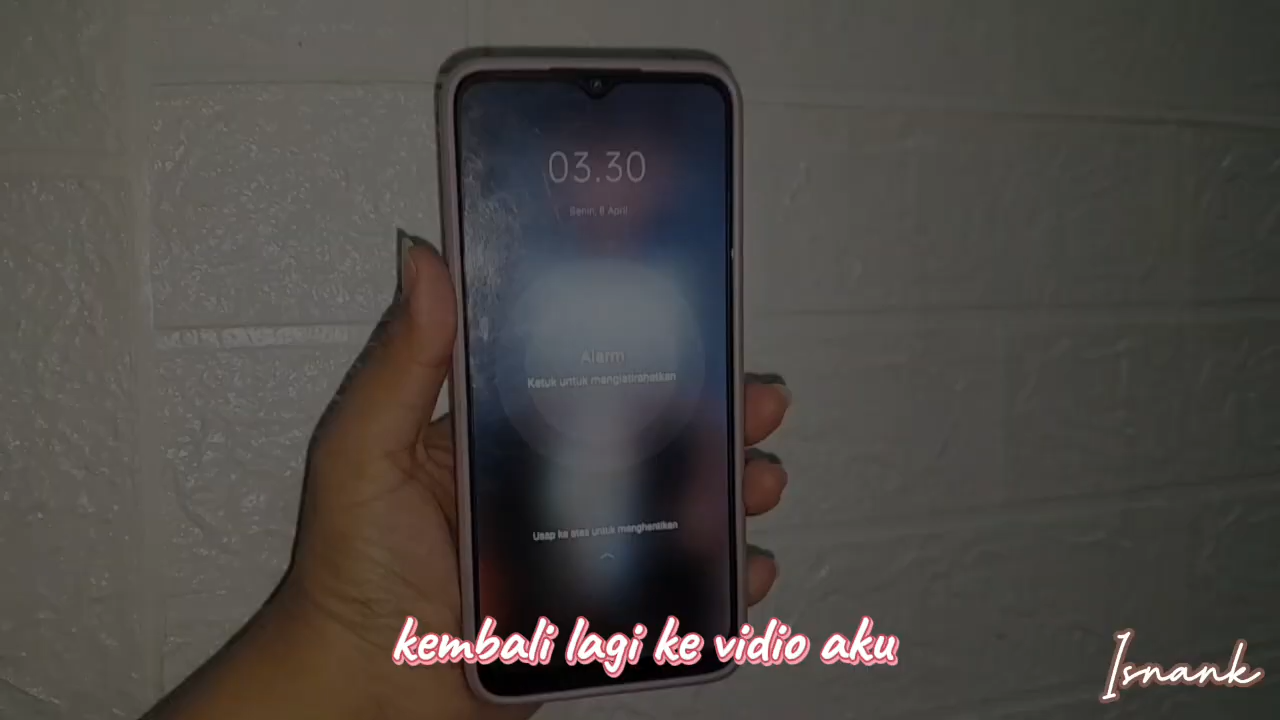 03.30
Senin, 8 April
Alarm
Ketuk untuk mengistirahatkan
Usap ke atas untuk menghentikan
kembali lagi ke vidio aku
Isnank